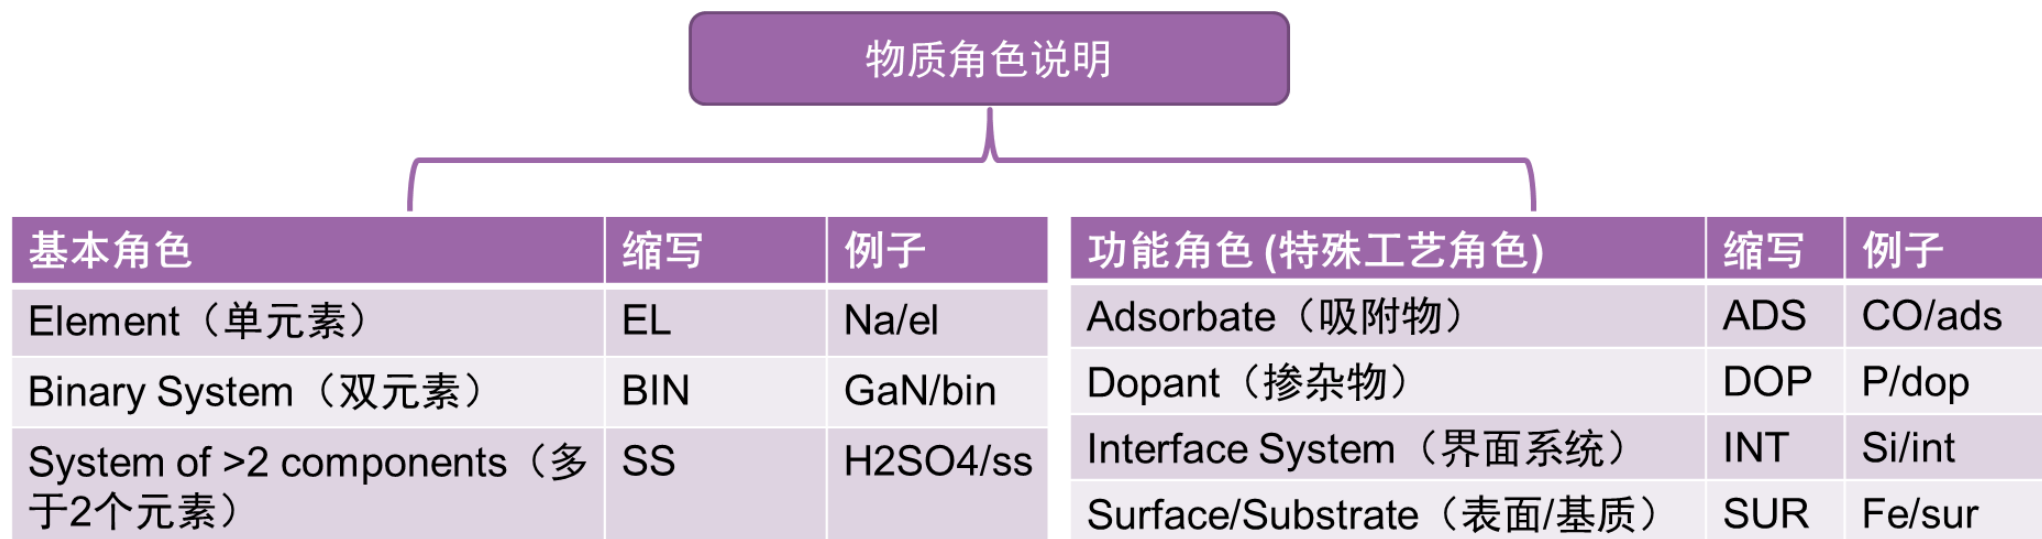 物质角色说明
基本角色 缩写 例子
Element（单元素） EL Na/el
Binary System（双元素） BIN GaN/bin
System of >2 components（多 SS H2SO4/ss
于2个元素）
功能角色 (特殊工艺角色) 缩写 例子
Adsorbate（吸附物） ADS CO/ads
Dopant（掺杂物） DOP P/dop
Interface System（界面系统） INT Si/int
Surface/Substrate（表面/基质） SUR Fe/sur